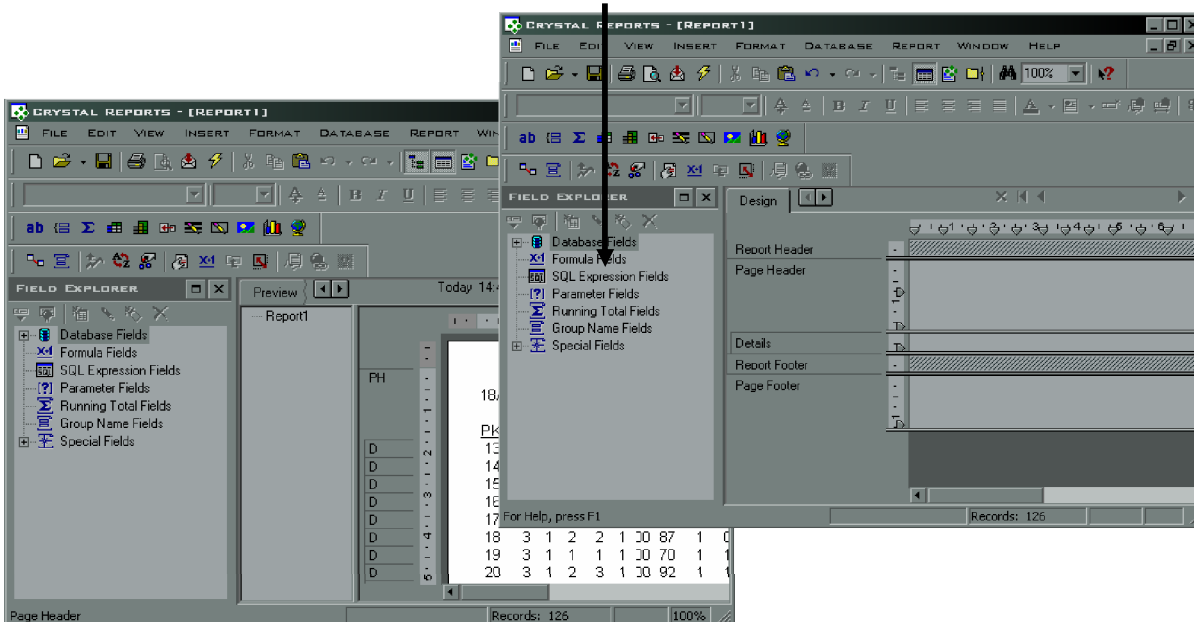 CRYSTAL REPORTS - [REPORT1]
FILE EDIT VIEW INSERT FORMAT DATABASE REPORT WINDOW HELP
100%
B I U
ab
FIELD EXPLORER
Database Fields
Formula Fields
SQL Expression Fields
Parameter Fields
Running Total Fields
Group Name Fields
Special Fields
Design
Report Header
Page Header
Details
Report Footer
Page Footer
For Help, press F1
Records: 126
CRYSTAL REPORTS - [REPORT1]
FILE EDIT VIEW INSERT FORMAT DATABASE REPORT WIN
B I U
ab
FIELD EXPLORER
Database Fields
Formula Fields
SQL Expression Fields
Parameter Fields
Running Total Fields
Group Name Fields
Special Fields
Preview
Today 14:
Report1
PH
18/
PK
D 13
D 14
D 15
D 16
D 17
D 18 3 1 2 2 1 00 87 1
D 19 3 1 1 1 1 00 70 1
D 20 3 1 2 3 1 00 92 1
Page Header
Records: 126
100%